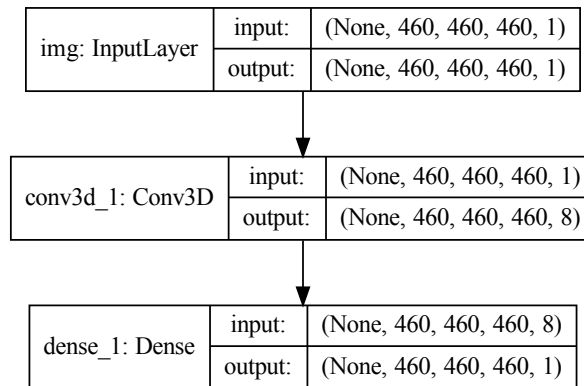 img: InputLayer
input: (None, 460, 460, 460, 1)
output: (None, 460, 460, 460, 1)
conv3d_1: Conv3D
input: (None, 460, 460, 460, 1)
output: (None, 460, 460, 460, 8)
dense_1: Dense
input: (None, 460, 460, 460, 8)
output: (None, 460, 460, 460, 1)